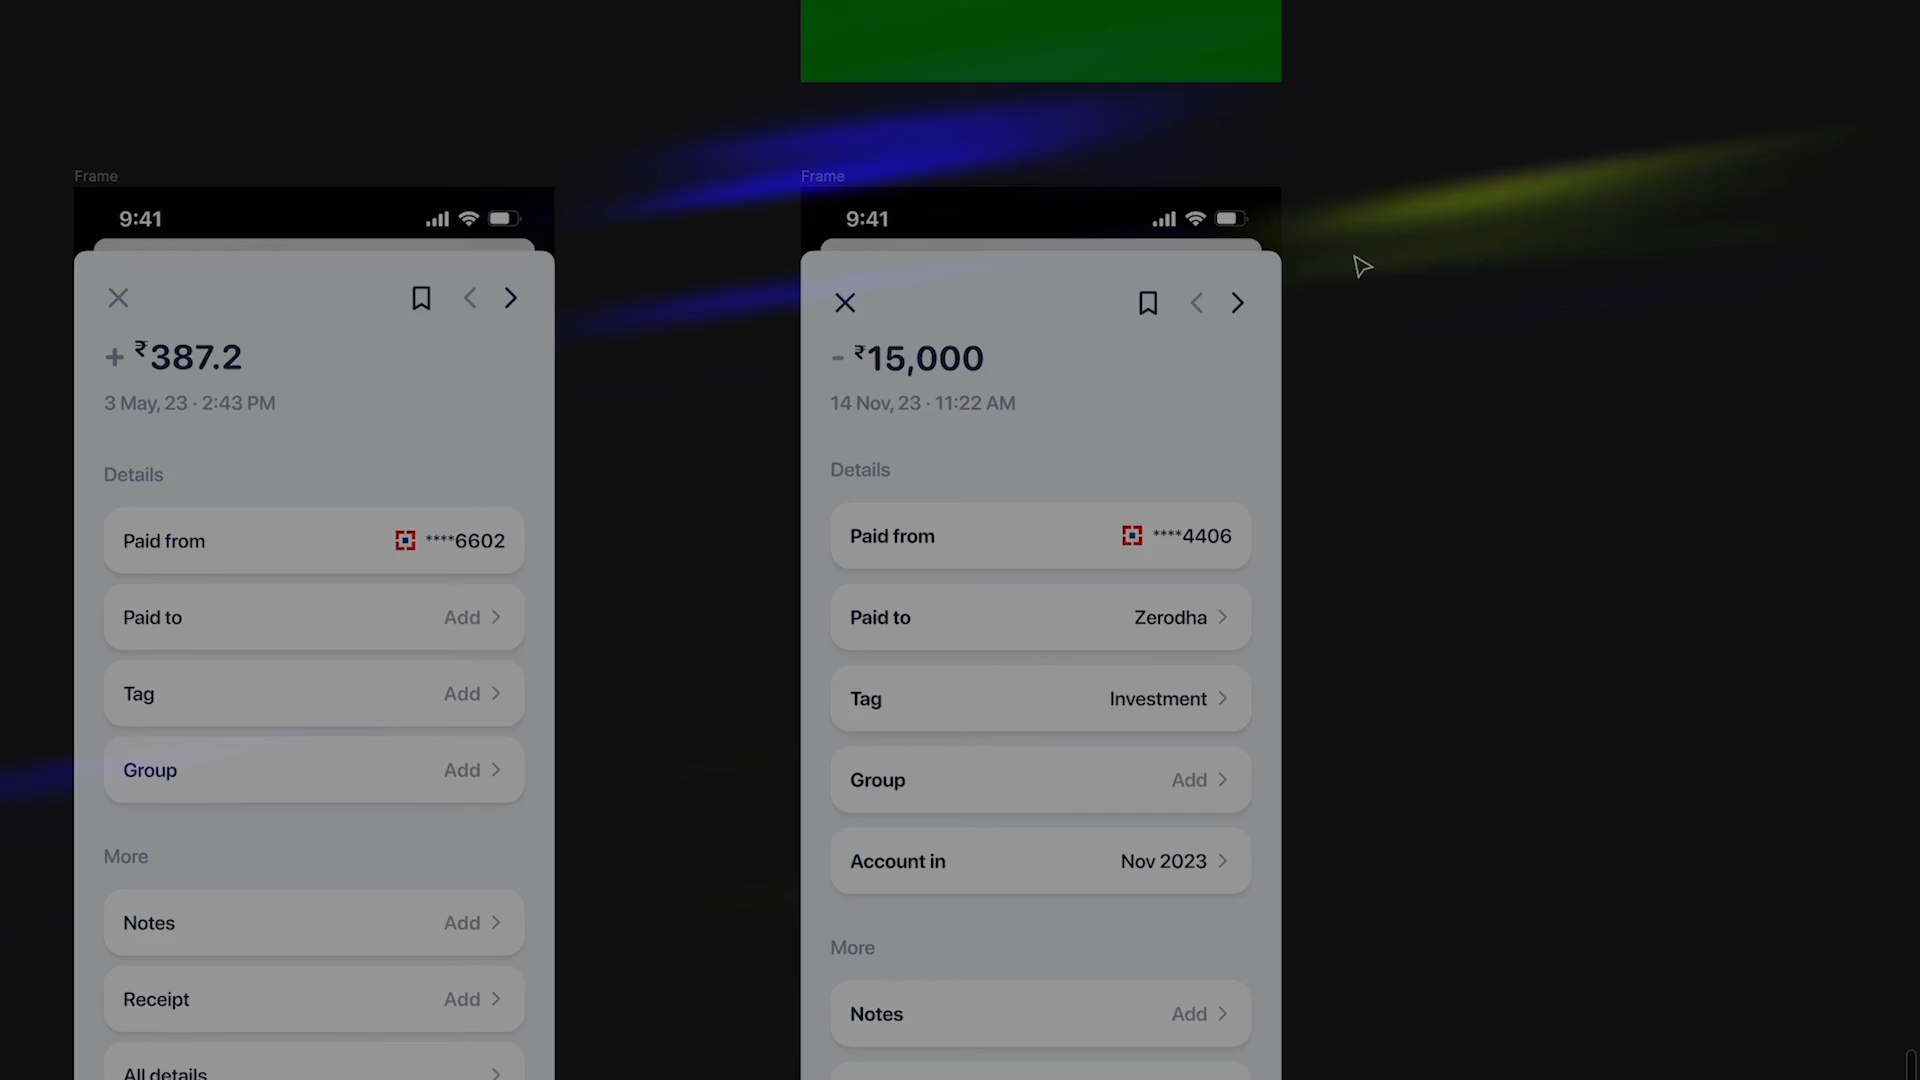 Frame
9:41
+ ₹387.2
3 May, 23 · 2:43 PM
Details
Paid from ****6602
Paid to Add
Tag Add
Group Add
More
Notes Add
Receipt Add
All details
Frame
9:41
- ₹15,000
14 Nov, 23 · 11:22 AM
Details
Paid from ****4406
Paid to Zerodha
Tag Investment
Group Add
Account in Nov 2023
More
Notes Add